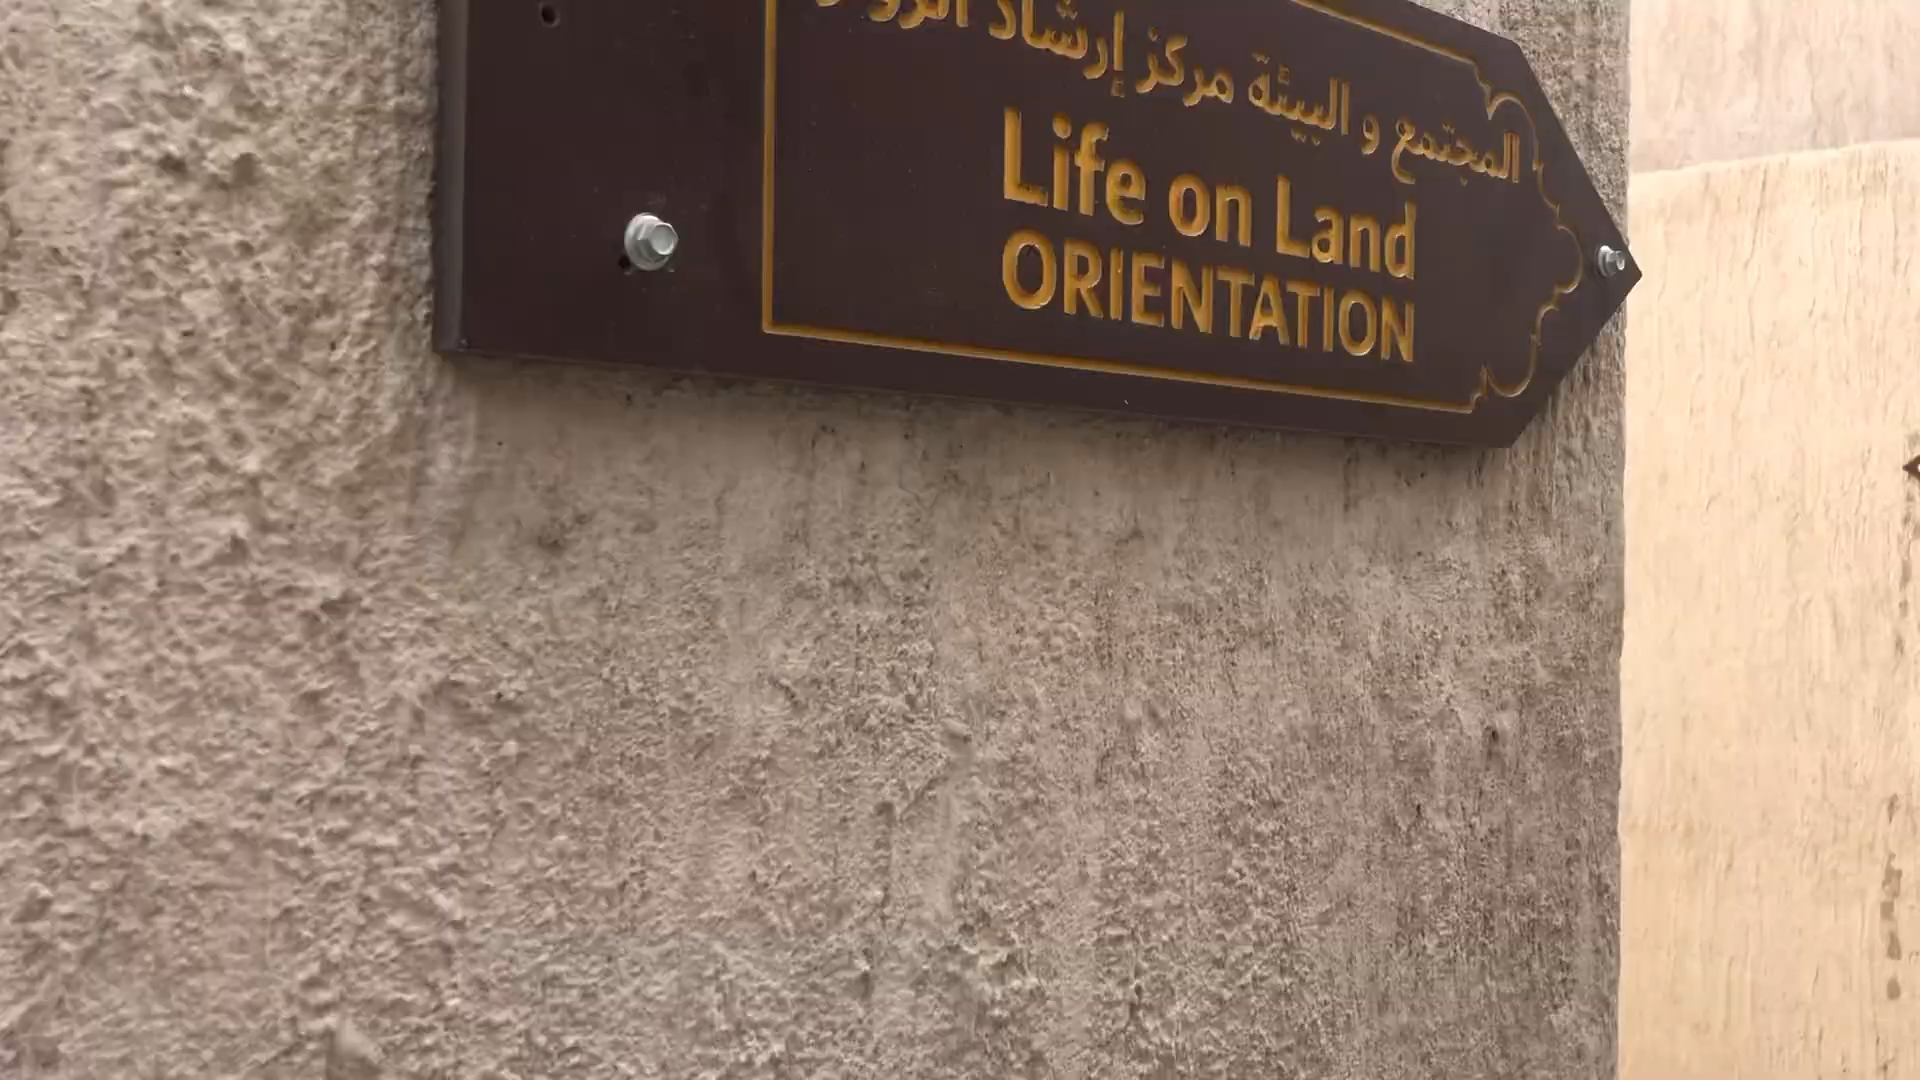 المجتمع و البيئة مركز إرشاد
Life on Land
ORIENTATION